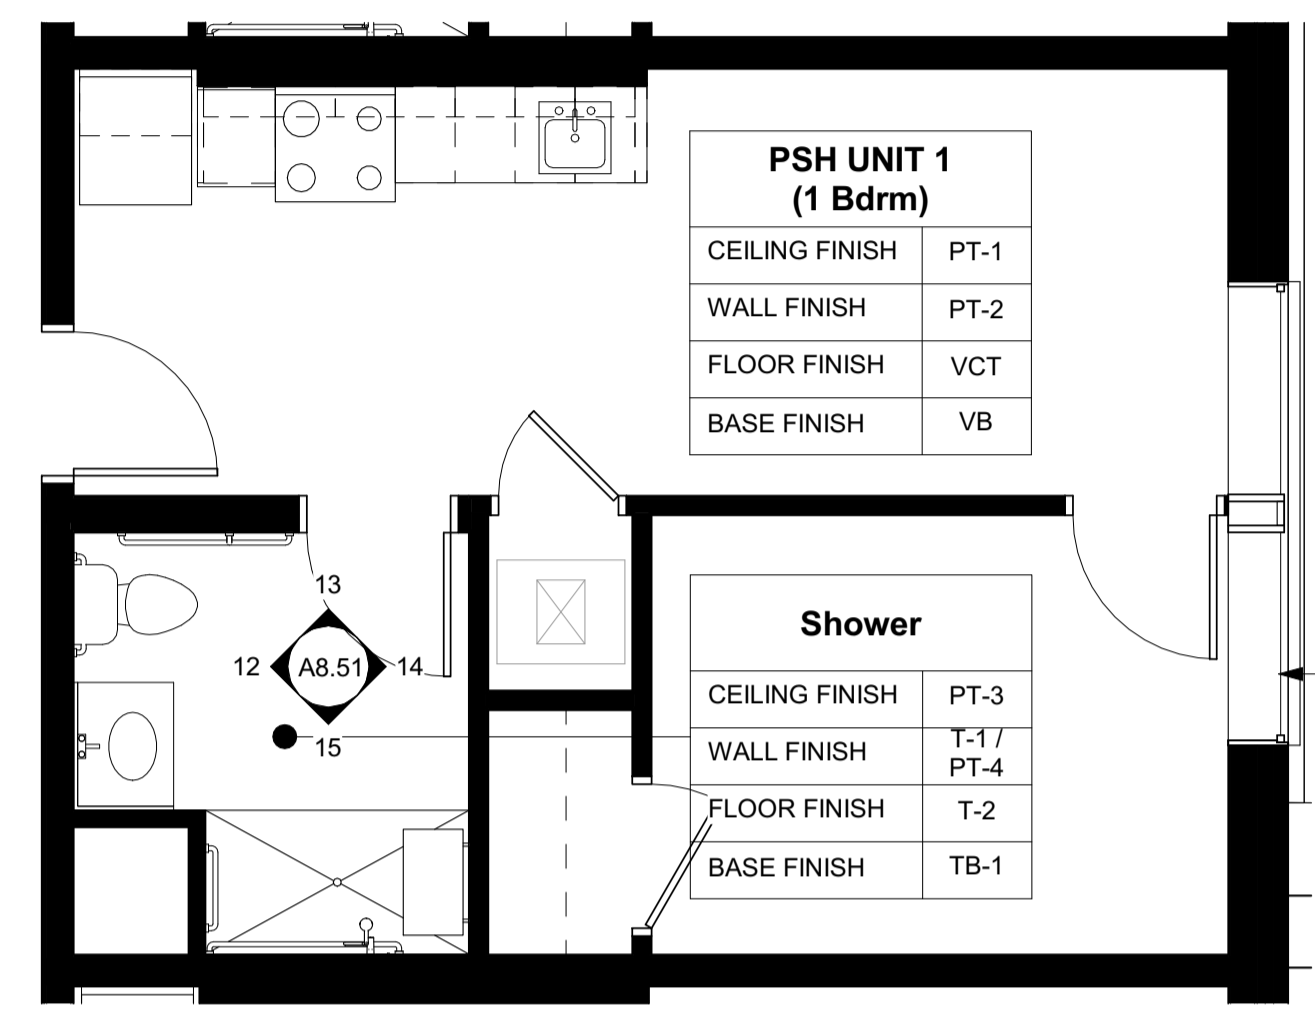 PSH UNIT 1
(1 Bdrm)
CEILING FINISH PT-1
WALL FINISH PT-2
FLOOR FINISH VCT
BASE FINISH VB
13
12 A8.51 14
15
Shower
CEILING FINISH PT-3
WALL FINISH T-1 /
PT-4
FLOOR FINISH T-2
BASE FINISH TB-1